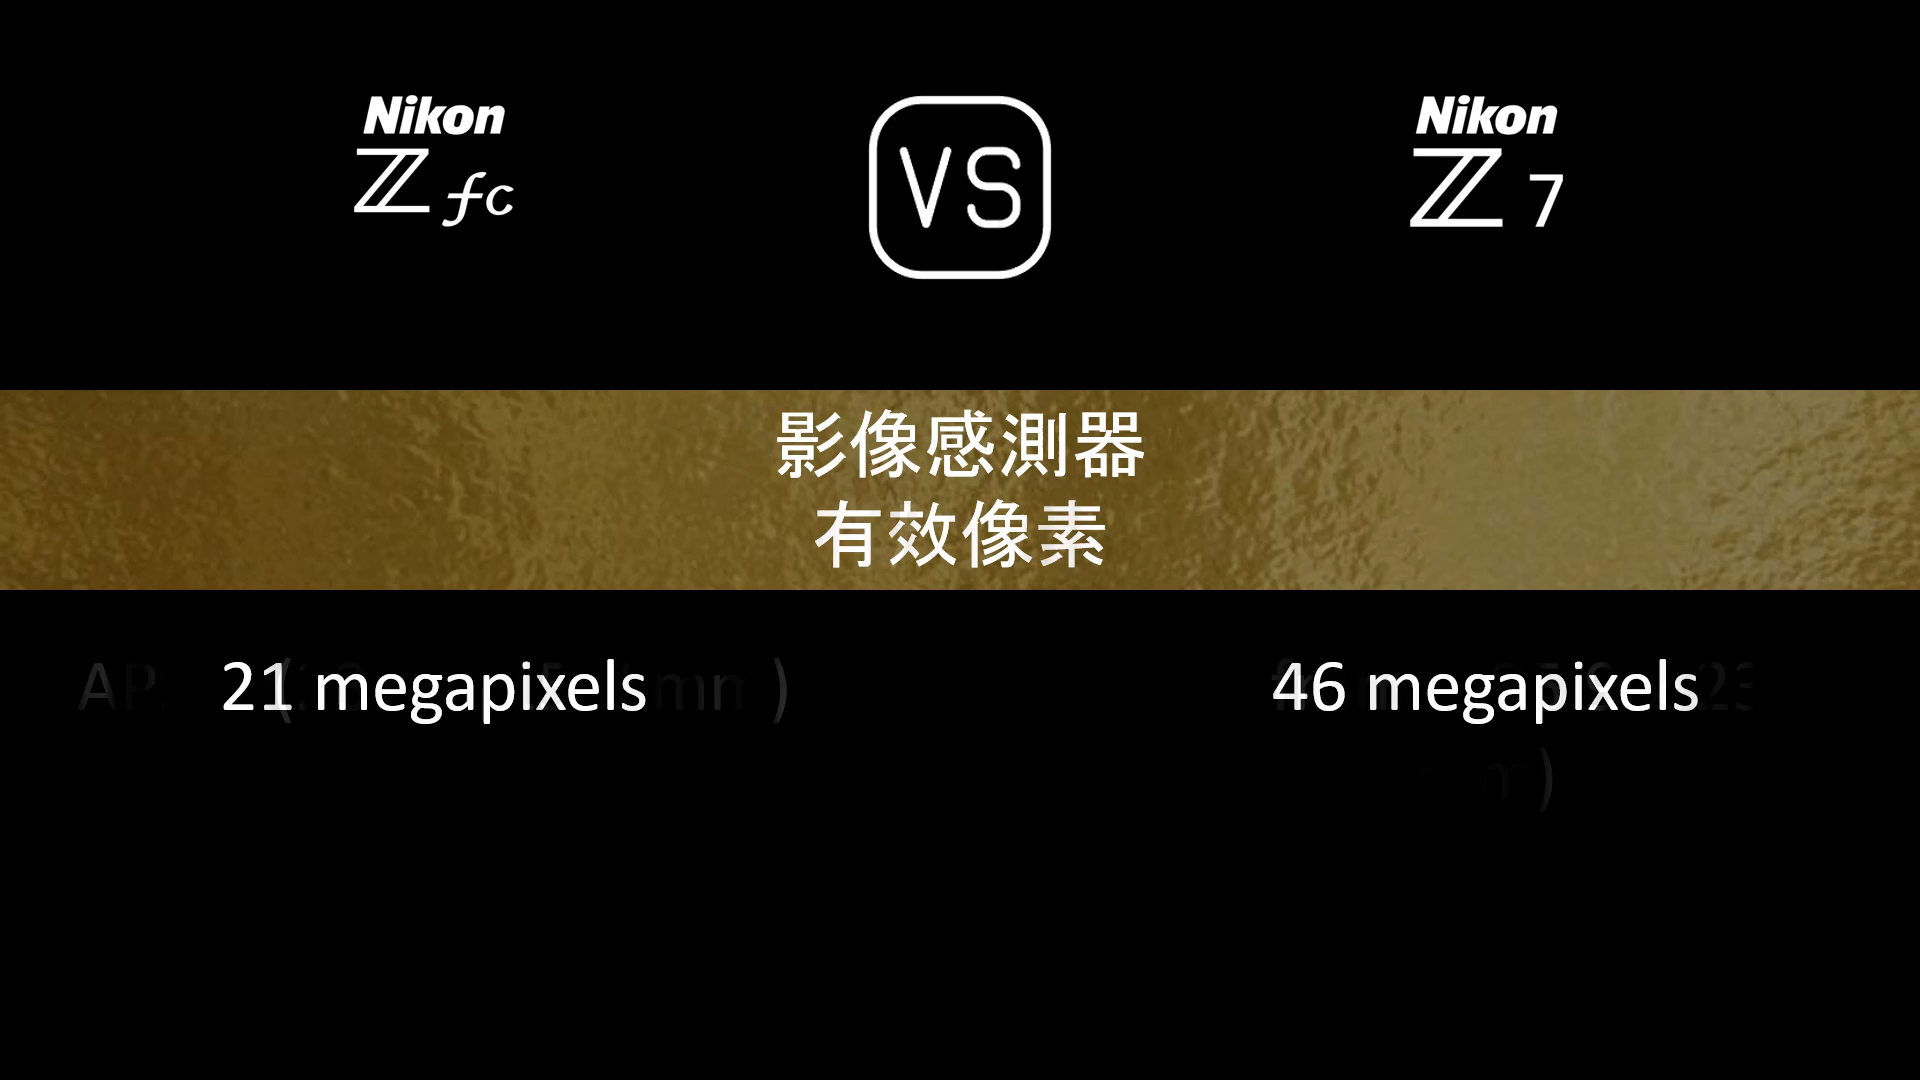 Nikon
Z fc
VS
Nikon
Z 7
影像感測器
有效像素
21 megapixels
46 megapixels